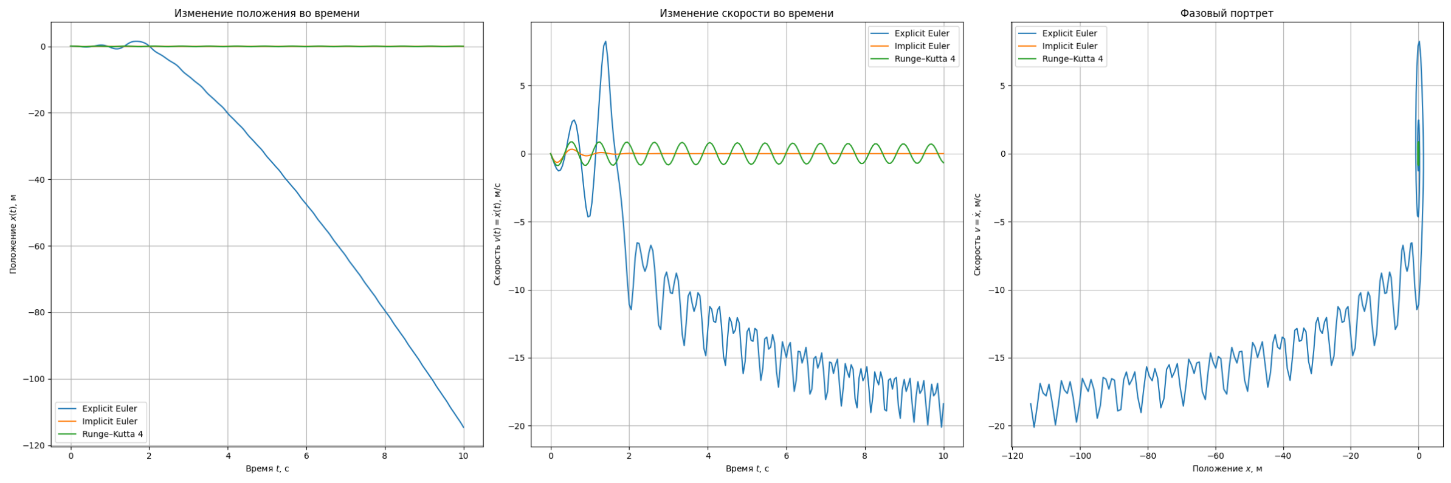 Изменение положения во времени
Положение x(t), м
0
−20
−40
−60
−80
−100
−120
Explicit Euler
Implicit Euler
Runge–Kutta 4
0
2
4
6
8
10
Время t, с
Изменение скорости во времени
Скорость v(t) = ẋ(t), м/с
5
0
−5
−10
−15
−20
Explicit Euler
Implicit Euler
Runge–Kutta 4
0
2
4
6
8
10
Время t, с
Фазовый портрет
Скорость v = ẋ, м/с
5
0
−5
−10
−15
−20
Explicit Euler
Implicit Euler
Runge–Kutta 4
−120
−100
−80
−60
−40
−20
0
Положение x, м